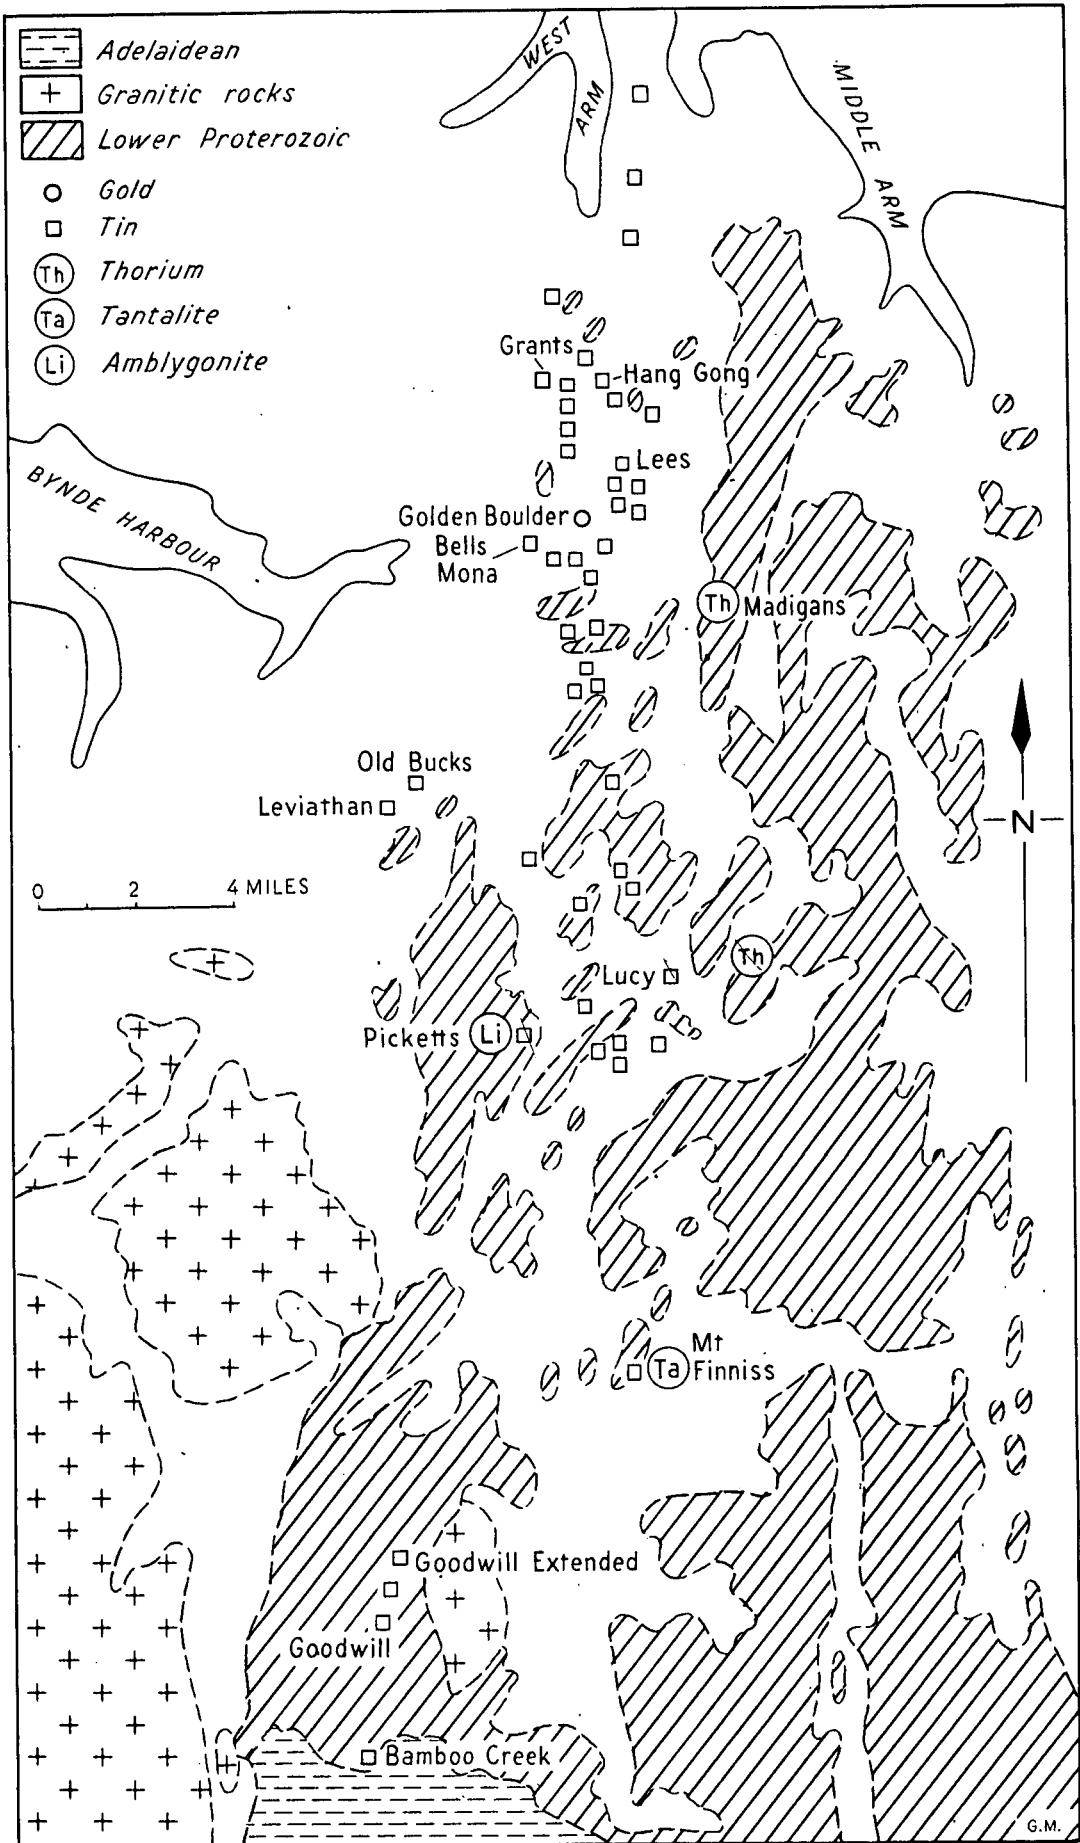 Adelaidean
+ Granitic rocks
Lower Proterozoic
Gold
Tin
Th Thorium
Ta Tantalite
Li Amblygonite
WEST
ARM
MIDDLE ARM
Grants
Hang Gong
BYNDE HARBOUR
Lees
Golden Boulder
Bells
Mona
Th Madigans
Old Bucks
Leviathan
N
0 2 4 MILES
Th
Lucy
Picketts Li
Mt
Ta Finniss
Goodwill Extended
Goodwill
Bamboo Creek
G.M.